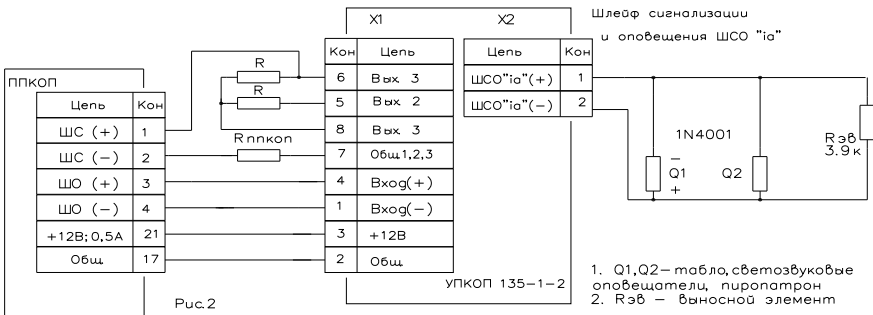 Шлейф сигнализации
и оповещения ШСО "ia"
X1
X2
Кон Цепь
6 Вых 3
5 Вых 2
8 Вых 3
7 Общ1,2,3
4 Вход(+)
1 Вход(−)
3 +12В
2 Общ.
Цепь Кон
ШСО"ia"(+) 1
ШСО"ia"(−) 2
R
R
Rппкоп
ППКОП
Цепь Кон
ШС (+) 1
ШС (−) 2
ШО (+) 3
ШО (−) 4
+12В;0,5А 21
Общ. 17
1N4001
−
Q1
+
Q2
Rэв
3.9к
УПКОП 135-1-2
Рис.2
1. Q1,Q2−табло,светозвуковые
оповещатели, пиропатрон
2. Rэв − выносной элемент